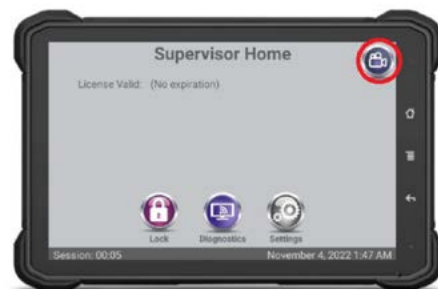 Supervisor Home
License Valid: (No expiration)
Lock Diagnostics Settings
Session: 00:05 November 4, 2022 1:47 AM